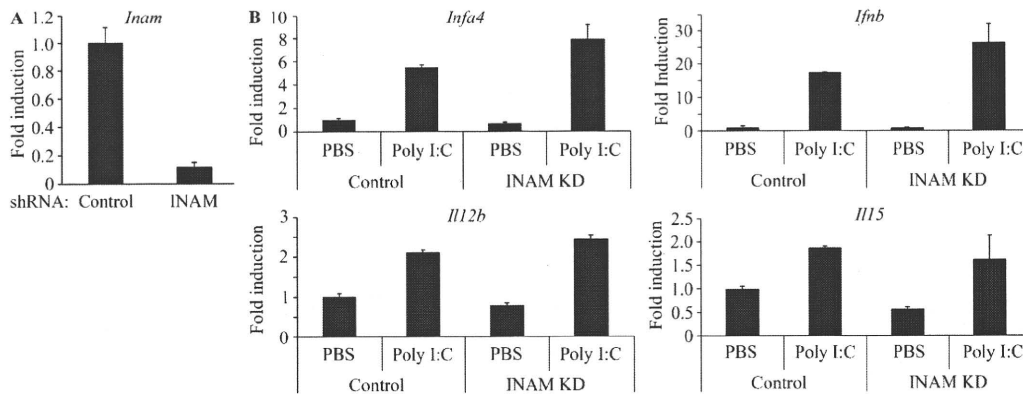 A
Inam
Fold induction
1.2
1.0
0.8
0.6
0.4
0.2
0
shRNA: Control INAM
B
Infa4
Fold induction
10
8
6
4
2
0
PBS Poly I:C PBS Poly I:C
Control INAM KD
Ifnb
Fold Induction
30
20
10
0
PBS Poly I:C PBS Poly I:C
Control INAM KD
Il12b
Fold induction
3
2
1
0
PBS Poly I:C PBS Poly I:C
Control INAM KD
Il15
Fold induction
2.5
2.0
1.5
1.0
0.5
0
PBS Poly I:C PBS Poly I:C
Control INAM KD